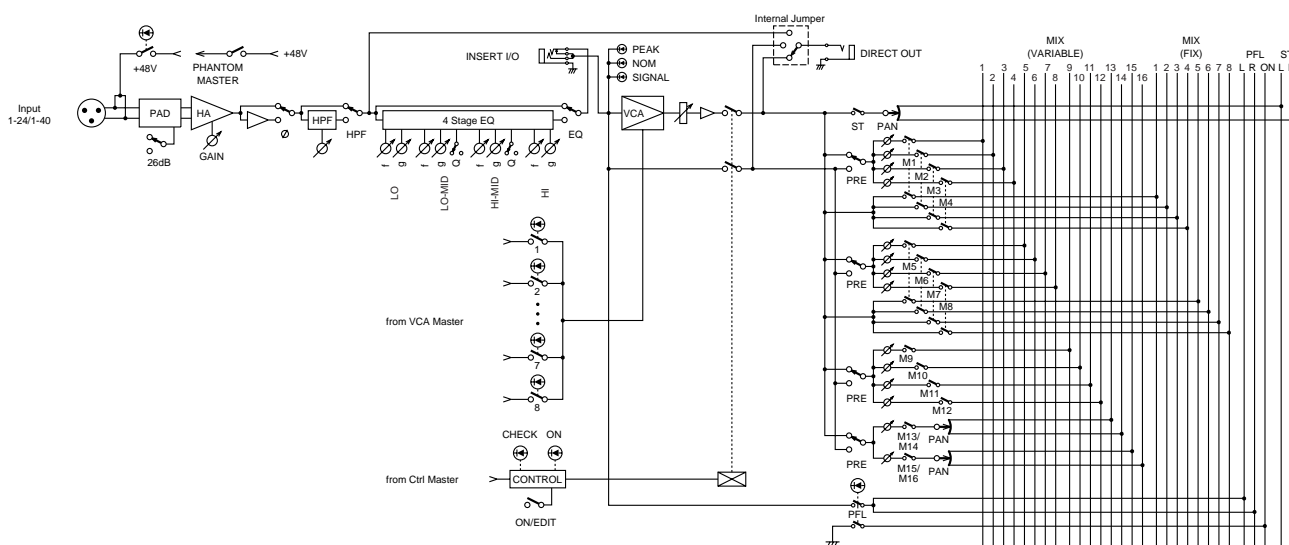 Internal Jumper
MIX
(VARIABLE)
MIX
(FIX)
PFL
ST
1 2 3 4 5 6 7 8 9 10 11 12 13 14 15 16 1 2 3 4 5 6 7 8 L R ON L
+48V
PHANTOM
MASTER
+48V
INSERT I/O
PEAK
NOM
SIGNAL
DIRECT OUT
Input
1-24/1-40
PAD
HA
26dB
GAIN
Ø
HPF
HPF
4 Stage EQ
EQ
VCA
ST
PAN
f g f g Q f g Q f g
LO
LO-MID
HI-MID
HI
PRE
M1
M2
M3
M4
PRE
M5
M6
M7
M8
PRE
M9
M10
M11
M12
PRE
M13/
M14
PAN
M15/
M16
PAN
1
2
from VCA Master
7
8
CHECK ON
from Ctrl Master
CONTROL
ON/EDIT
PFL